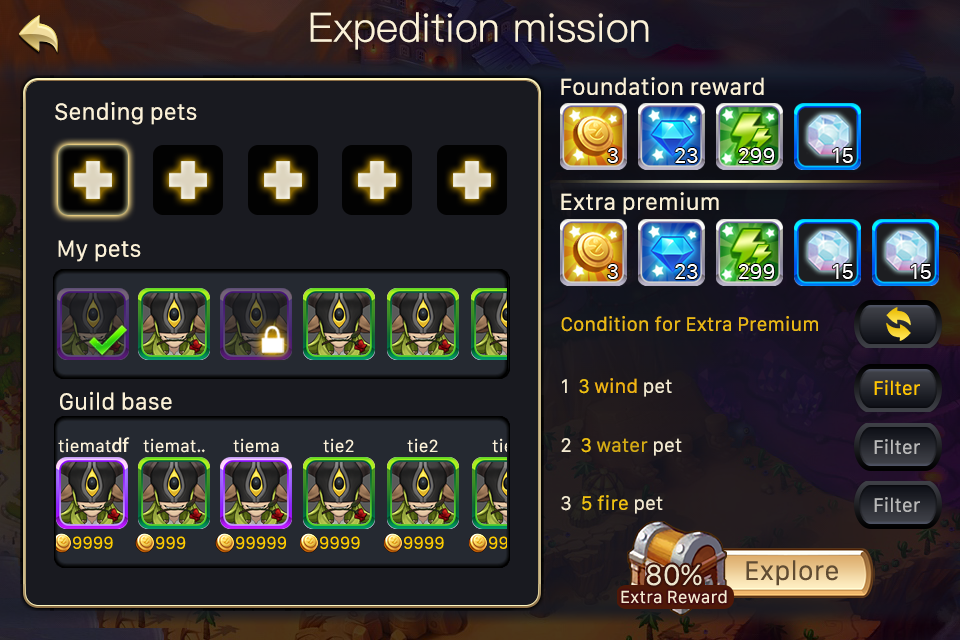 Expedition mission
Sending pets
My pets
Guild base
tiematdf tiemat.. tiema tie2 tie2 tie
9999 999 99999 9999 9999 99
Foundation reward
3 23 299 15
Extra premium
3 23 299 15 15
Condition for Extra Premium
1 3 wind pet Filter
2 3 water pet Filter
3 5 fire pet Filter
80% Explore
Extra Reward